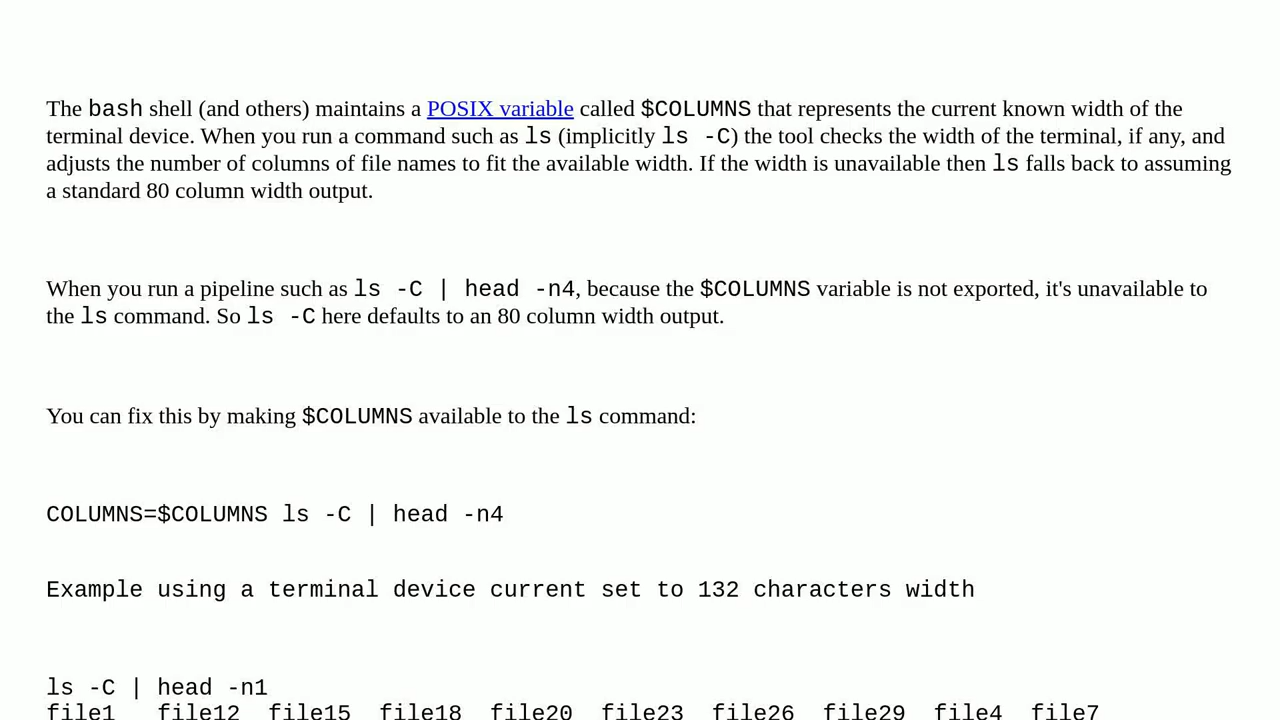 The bash shell (and others) maintains a POSIX variable called $COLUMNS that represents the current known width of the
terminal device. When you run a command such as ls (implicitly ls -C) the tool checks the width of the terminal, if any, and
adjusts the number of columns of file names to fit the available width. If the width is unavailable then ls falls back to assuming
a standard 80 column width output.
When you run a pipeline such as ls -C | head -n4, because the $COLUMNS variable is not exported, it's unavailable to
the ls command. So ls -C here defaults to an 80 column width output.
You can fix this by making $COLUMNS available to the ls command:
COLUMNS=$COLUMNS ls -C | head -n4
Example using a terminal device current set to 132 characters width
ls -C | head -n1
file1   file12  file15  file18  file20  file23  file26  file29  file4  file7